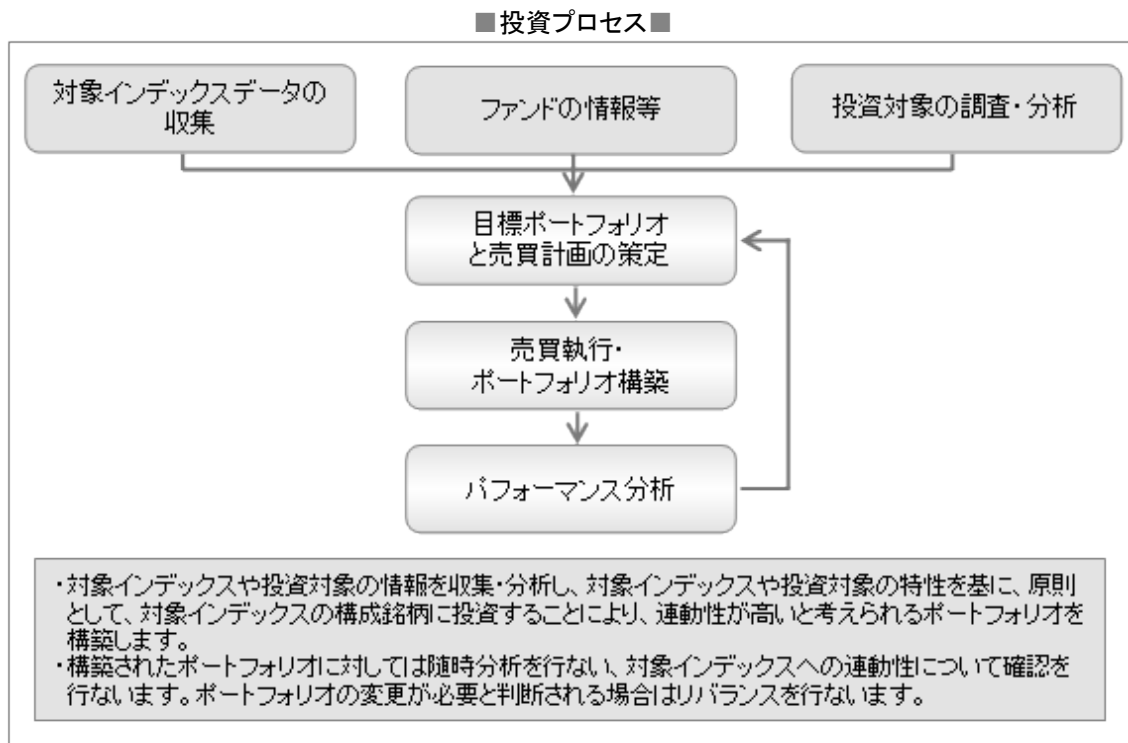 ■投資プロセス■
対象インデックスデータの
収集
ファンドの情報等
投資対象の調査・分析
目標ポートフォリオ
と売買計画の策定
売買執行・
ポートフォリオ構築
パフォーマンス分析
・対象インデックスや投資対象の情報を収集・分析し、対象インデックスや投資対象の特性を基に、原則
として、対象インデックスの構成銘柄に投資することにより、連動性が高いと考えられるポートフォリオを
構築します。
・構築されたポートフォリオに対しては随時分析を行ない、対象インデックスへの連動性について確認を
行ないます。ポートフォリオの変更が必要と判断される場合はリバランスを行ないます。